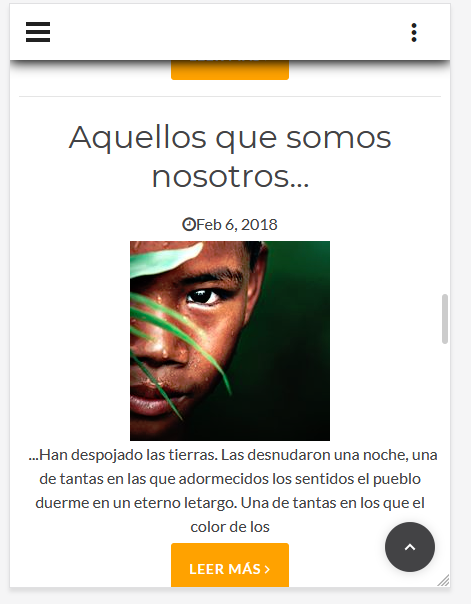 Aquellos que somos
nosotros...
Feb 6, 2018
...Han despojado las tierras. Las desnudaron una noche, una
de tantas en las que adormecidos los sentidos el pueblo
duerme en un eterno letargo. Una de tantas en los que el
color de los
LEER MÁS